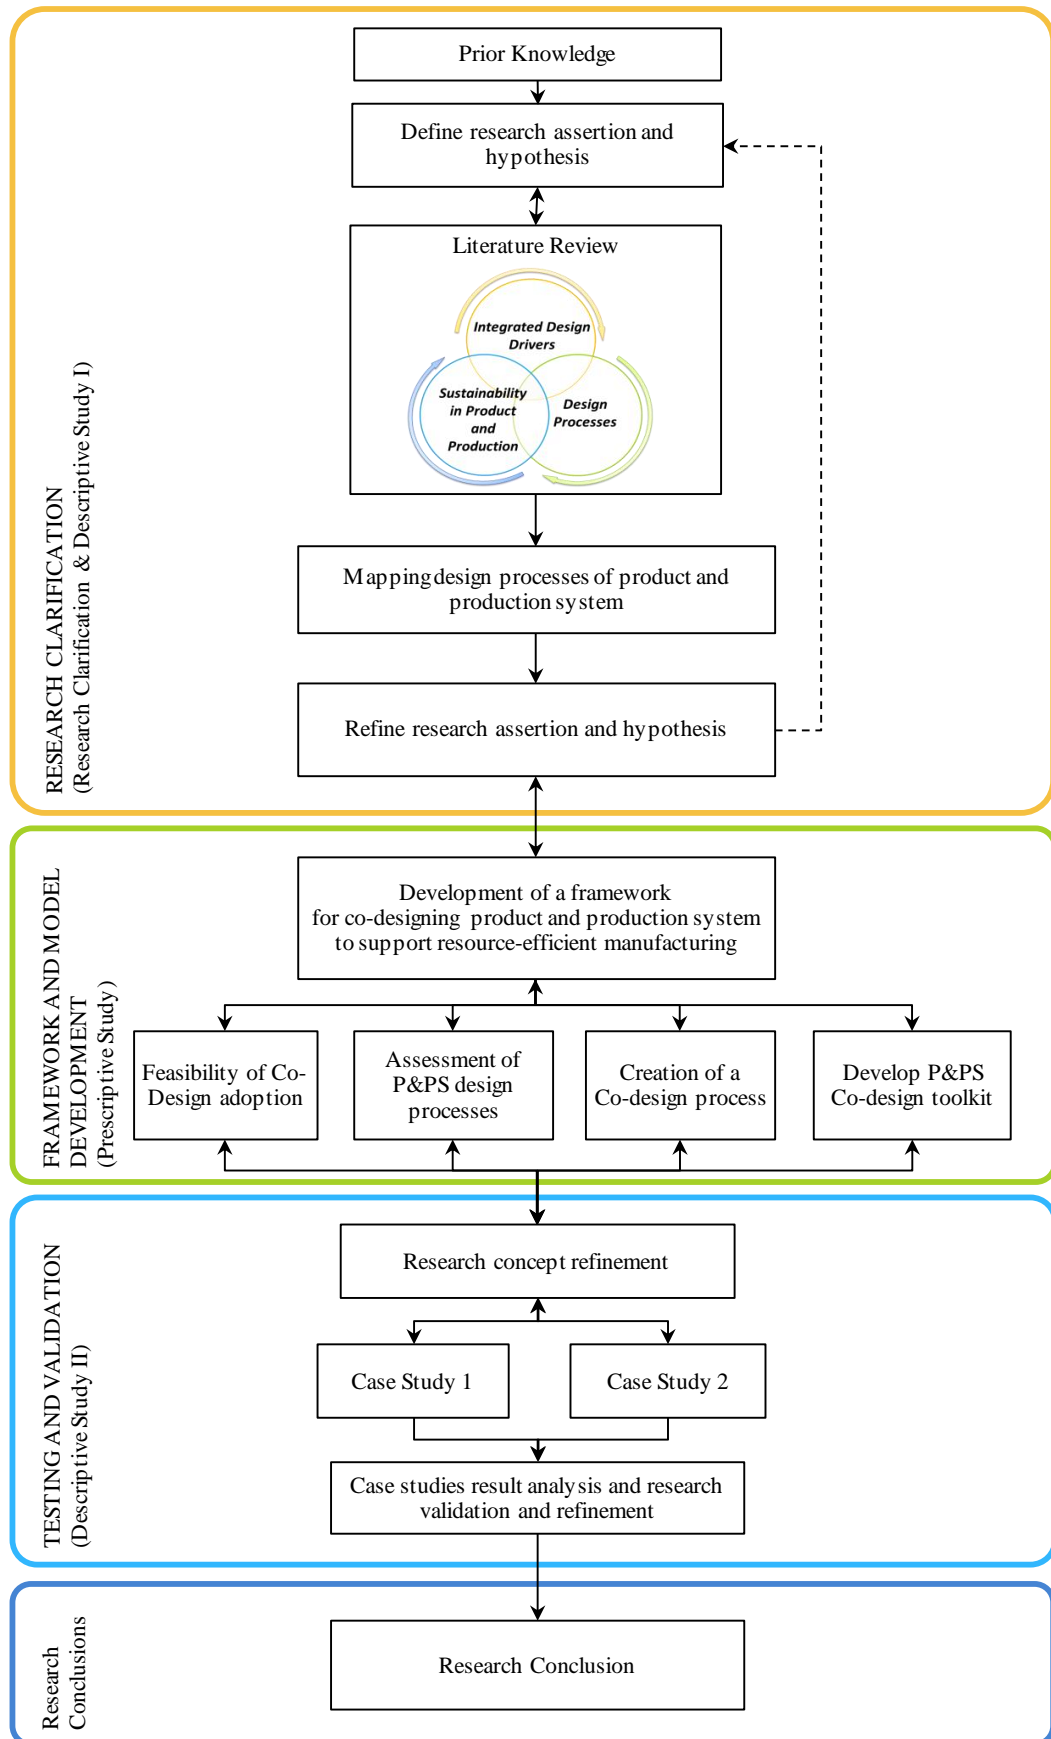 Prior Knowledge
Define research assertion and
hypothesis
Literature Review
Integrated Design
Drivers
Sustainability
in Product
and
Production
Design
Processes
Mapping design processes of product and
production system
Refine research assertion and hypothesis
RESEARCH CLARIFICATION
(Research Clarification & Descriptive Study I)
Development of a framework
for co-designing product and production system
to support resource-efficient manufacturing
Feasibility of Co-
Design adoption
Assessment of
P&PS design
processes
Creation of a
Co-design process
Develop P&PS
Co-design toolkit
FRAMEWORK AND MODEL
DEVELOPMENT
(Prescriptive Study)
Research concept refinement
Case Study 1
Case Study 2
Case studies result analysis and research
validation and refinement
TESTING AND VALIDATION
(Descriptive Study II)
Research Conclusion
Research
Conclusions